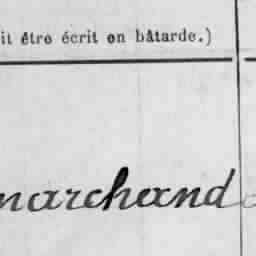 it être écrit en bâtarde.)
marchand